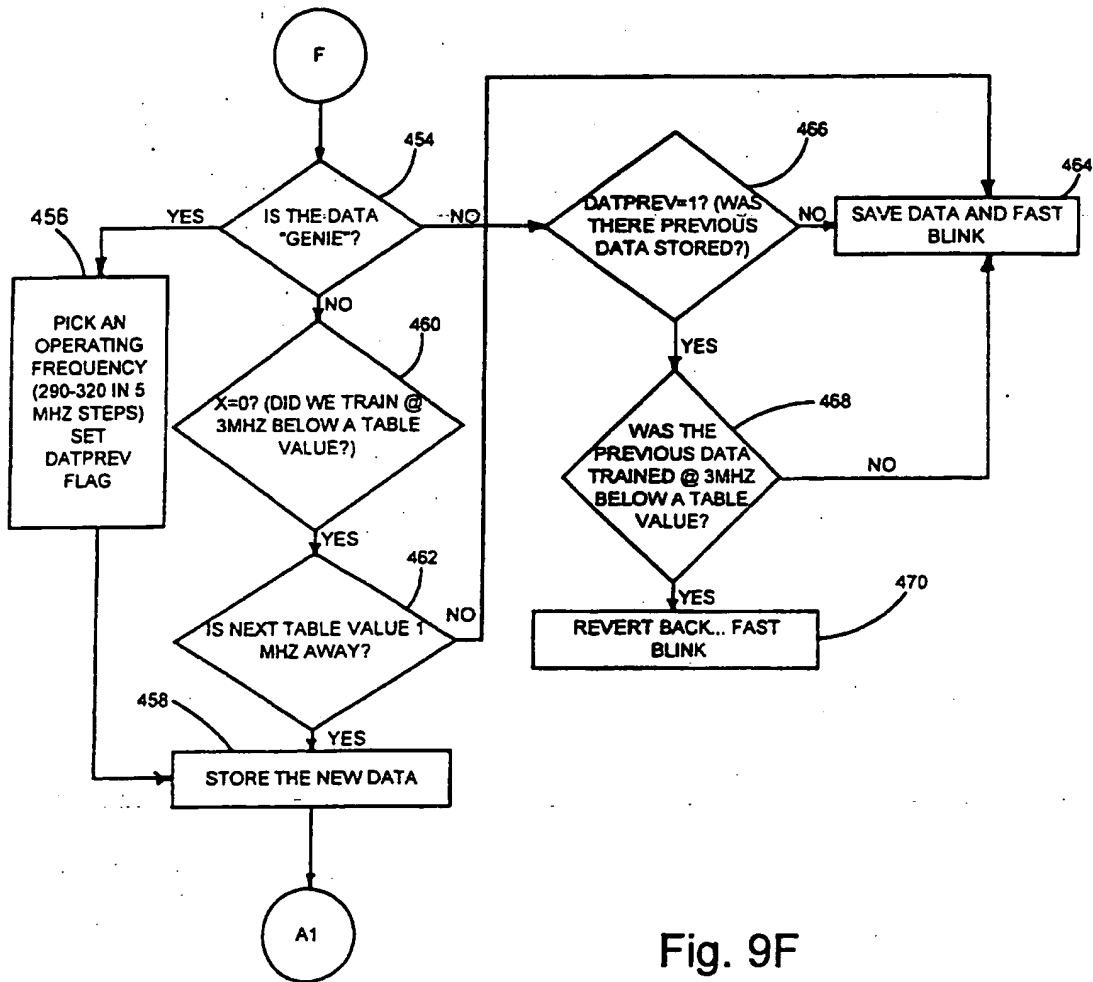 F
454
IS THE DATA
"GENIE"?
YES
NO
456
PICK AN
OPERATING
FREQUENCY
(290-320 IN 5
MHZ STEPS)
SET
DATPREV
FLAG
NO
460
X=0? (DID WE TRAIN @
3MHZ BELOW A TABLE
VALUE?)
YES
462
IS NEXT TABLE VALUE 1
MHZ AWAY?
NO
458
YES
STORE THE NEW DATA
A1
466
DATPREV=1? (WAS
THERE PREVIOUS
DATA STORED?)
NO
464
SAVE DATA AND FAST
BLINK
YES
468
WAS THE
PREVIOUS DATA
TRAINED @ 3MHZ
BELOW A TABLE
VALUE?
NO
YES
470
REVERT BACK... FAST
BLINK
Fig. 9F